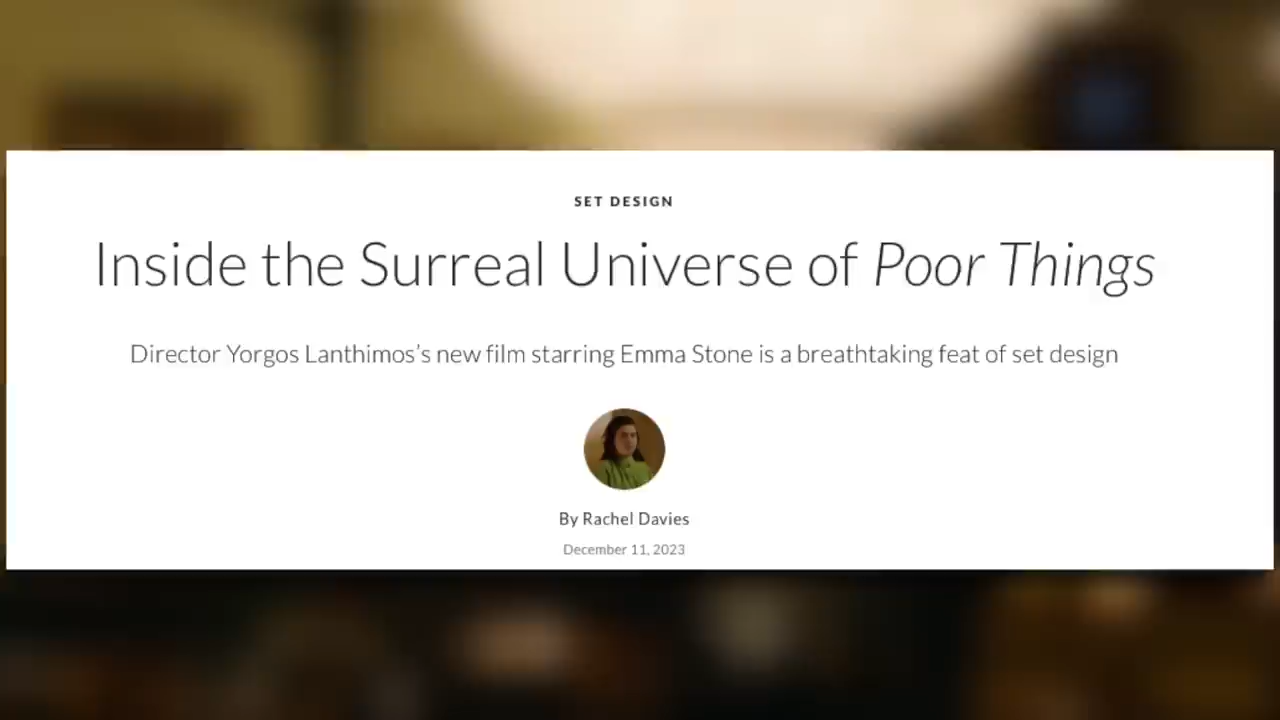 SET DESIGN
Inside the Surreal Universe of Poor Things
Director Yorgos Lanthimos’s new film starring Emma Stone is a breathtaking feat of set design
By Rachel Davies
December 11, 2023